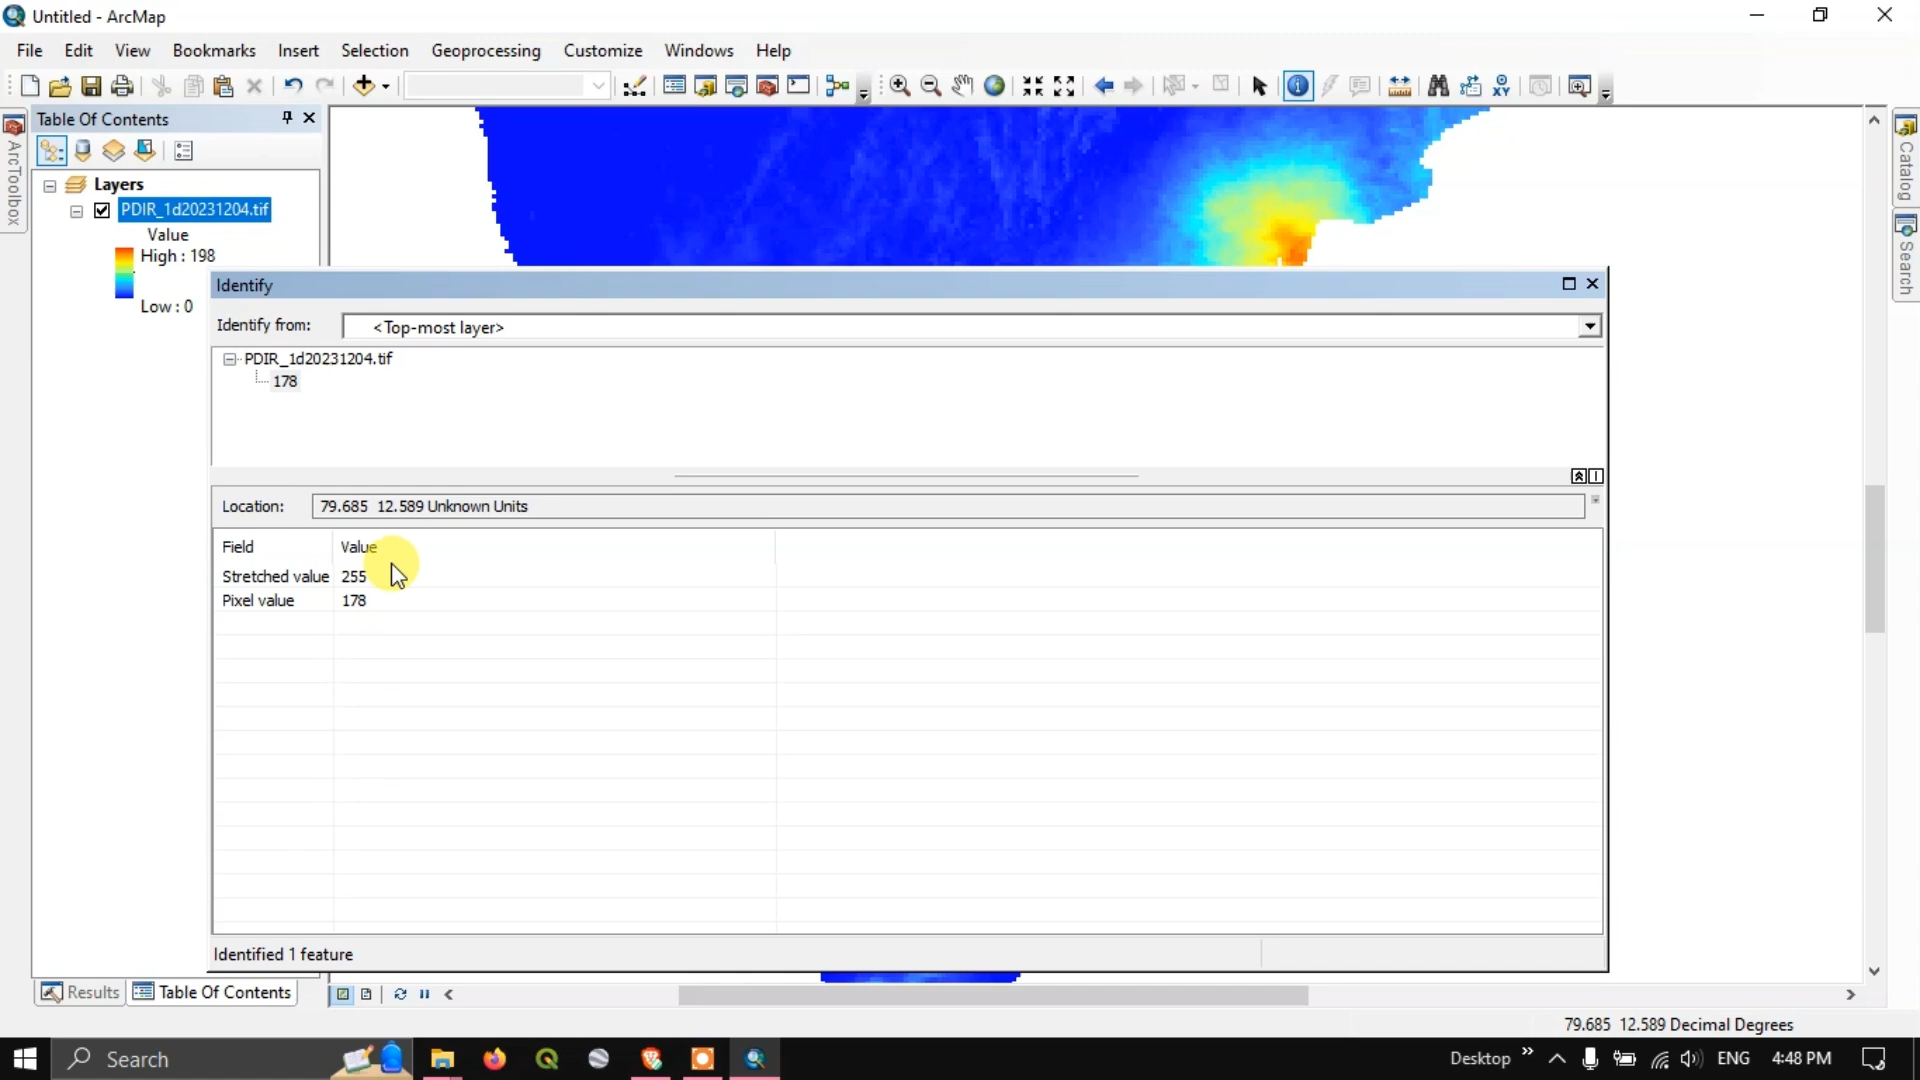 Untitled - ArcMap
File Edit View Bookmarks Insert Selection Geoprocessing Customize Windows Help
Table Of Contents
ArcToolbox
Layers
PDIR_1d20231204.tif
Value
High : 198
Low : 0
Catalog
Search
Identify
Identify from: <Top-most layer>
PDIR_1d20231204.tif
178
Location: 79.685 12.589 Unknown Units
Field Value
Stretched value 255
Pixel value 178
Identified 1 feature
Results Table Of Contents
79.685 12.589 Decimal Degrees
Search
Desktop » ENG 4:48 PM